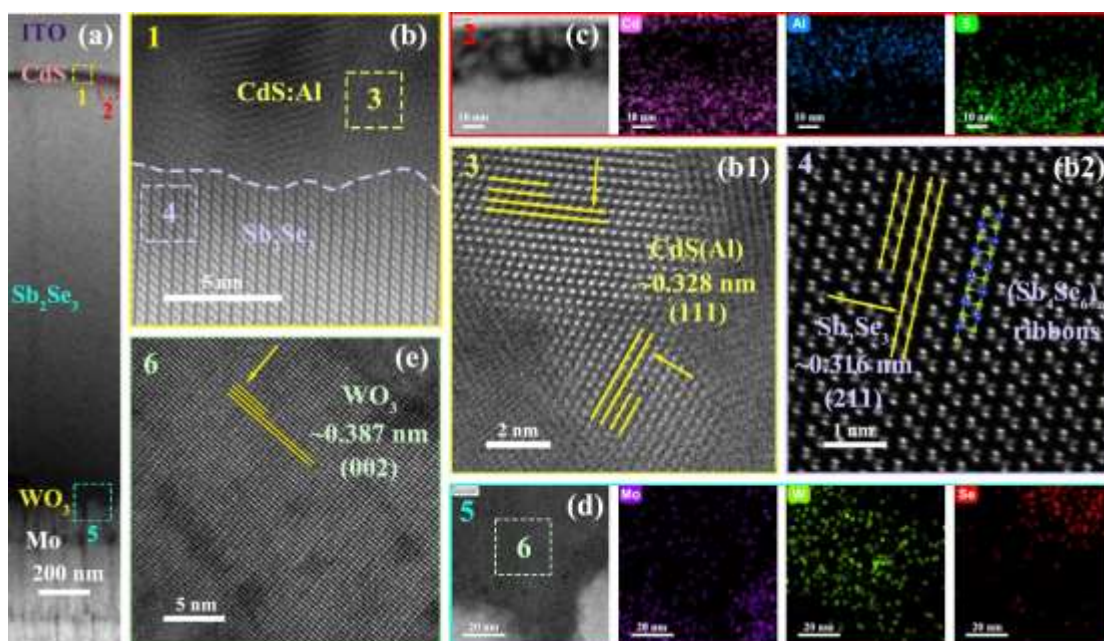 (a)
ITO
CdS
1
2
Sb₂Se₃
WO₃
5
Mo
200 nm
1
(b)
CdS:Al
3
4
Sb₂Se₃
5 nm
2
(c)
Cd
10 nm
Al
10 nm
S
10 nm
3
(b1)
CdS(Al)
~0.328 nm
(111)
2 nm
4
(b2)
(Sb₄Se₆)ₙ
ribbons
Sb₂Se₃
~0.316 nm
(211)
1 nm
6
(e)
WO₃
~0.387 nm
(002)
5 nm
5
(d)
6
20 nm
Mo
20 nm
W
20 nm
Se
20 nm